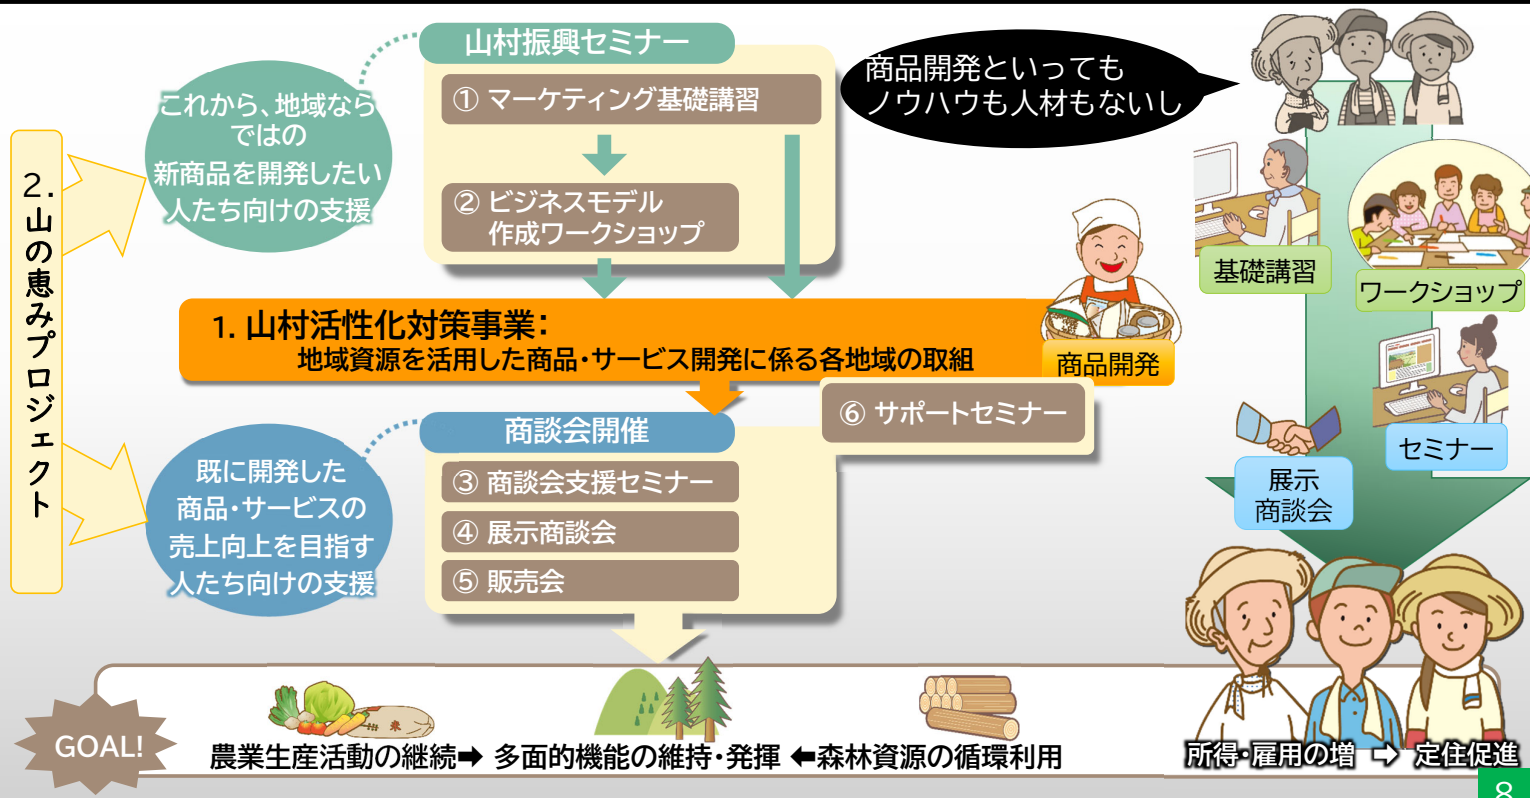 山村振興セミナー
① マーケティング基礎講習
② ビジネスモデル
作成ワークショップ
これから、地域なら
ではの
新商品を開発したい
人たち向けの支援
2.山の恵みプロジェクト
商品開発といっても
ノウハウも人材もないし
基礎講習
ワークショップ
1. 山村活性化対策事業:
地域資源を活用した商品・サービス開発に係る各地域の取組
商品開発
⑥ サポートセミナー
セミナー
商談会開催
③ 商談会支援セミナー
④ 展示商談会
⑤ 販売会
既に開発した
商品・サービスの
売上向上を目指す
人たち向けの支援
展示
商談会
GOAL!
米
農業生産活動の継続➡ 多面的機能の維持・発揮 ⬅森林資源の循環利用
所得・雇用の増 ➡ 定住促進
8